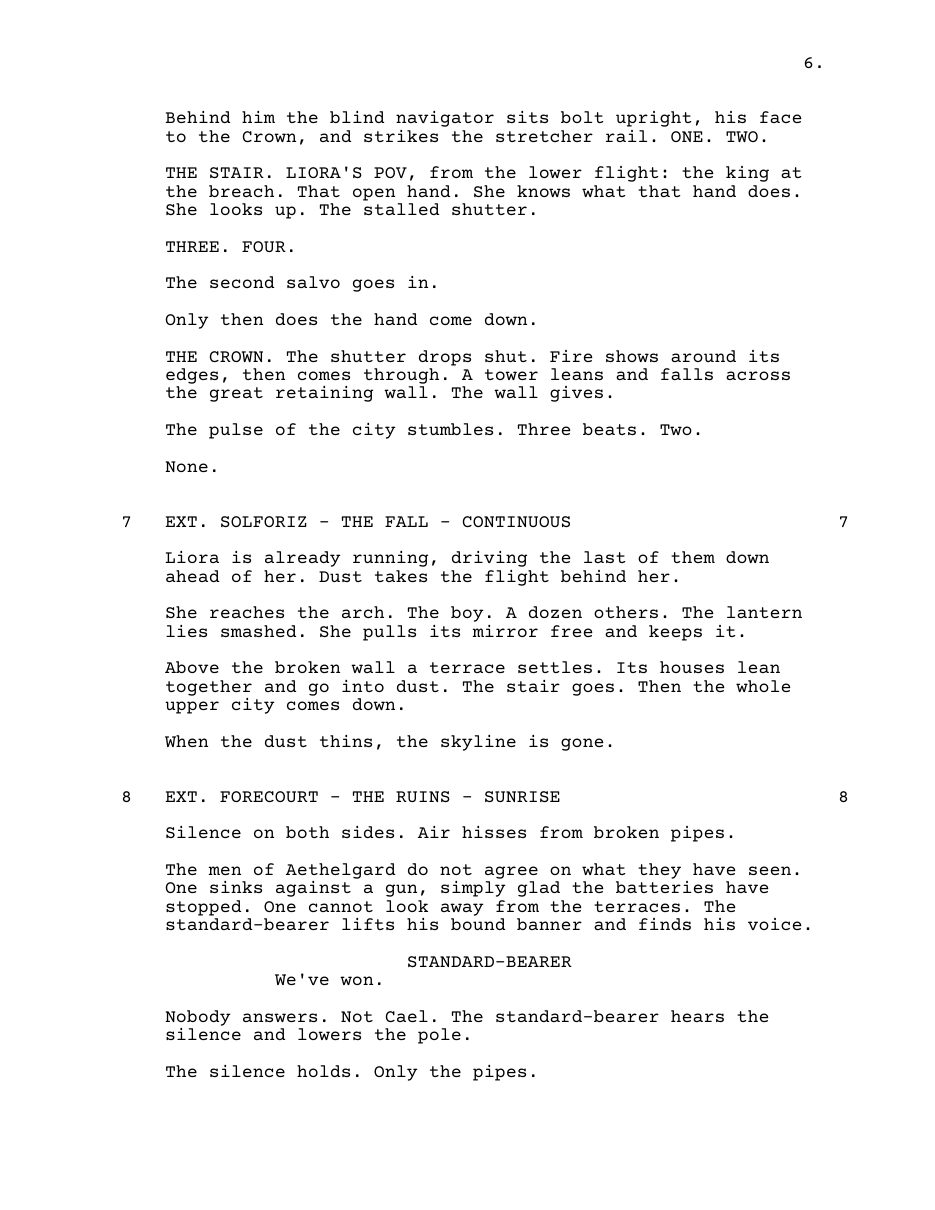 6.
Behind him the blind navigator sits bolt upright, his face
to the Crown, and strikes the stretcher rail. ONE. TWO.
THE STAIR. LIORA'S POV, from the lower flight: the king at
the breach. That open hand. She knows what that hand does.
She looks up. The stalled shutter.
THREE. FOUR.
The second salvo goes in.
Only then does the hand come down.
THE CROWN. The shutter drops shut. Fire shows around its
edges, then comes through. A tower leans and falls across
the great retaining wall. The wall gives.
The pulse of the city stumbles. Three beats. Two.
None.
7 EXT. SOLFORIZ - THE FALL - CONTINUOUS 7
Liora is already running, driving the last of them down
ahead of her. Dust takes the flight behind her.
She reaches the arch. The boy. A dozen others. The lantern
lies smashed. She pulls its mirror free and keeps it.
Above the broken wall a terrace settles. Its houses lean
together and go into dust. The stair goes. Then the whole
upper city comes down.
When the dust thins, the skyline is gone.
8 EXT. FORECOURT - THE RUINS - SUNRISE 8
Silence on both sides. Air hisses from broken pipes.
The men of Aethelgard do not agree on what they have seen.
One sinks against a gun, simply glad the batteries have
stopped. One cannot look away from the terraces. The
standard-bearer lifts his bound banner and finds his voice.
STANDARD-BEARER
We've won.
Nobody answers. Not Cael. The standard-bearer hears the
silence and lowers the pole.
The silence holds. Only the pipes.